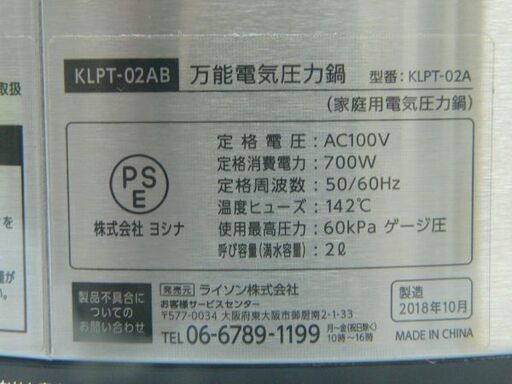 KLPT-02AB 万能電気圧力鍋 型番：KLPT-02A
（家庭用電気圧力鍋）
PS
E
株式会社 ヨシナ
定格電圧：AC100V
定格消費電力：700W
定格周波数：50/60Hz
温度ヒューズ：142℃
使用最高圧力：60kPa ゲージ圧
呼び容量(満水容量)：2ℓ
製品不具合に
ついての
お問い合わせ
発売元 ライソン株式会社
お客様サービスセンター
〒577-0034 大阪府東大阪市御厨南2-1-33
TEL 06-6789-1199 月～金(祝日除く)
10時～16時
製造
2018年10月
MADE IN CHINA
取扱